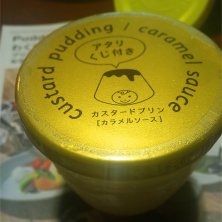 custard pudding / caramel sauce
アタリ
くじ付き
カスタードプリン
[カラメルソース]
Pudd